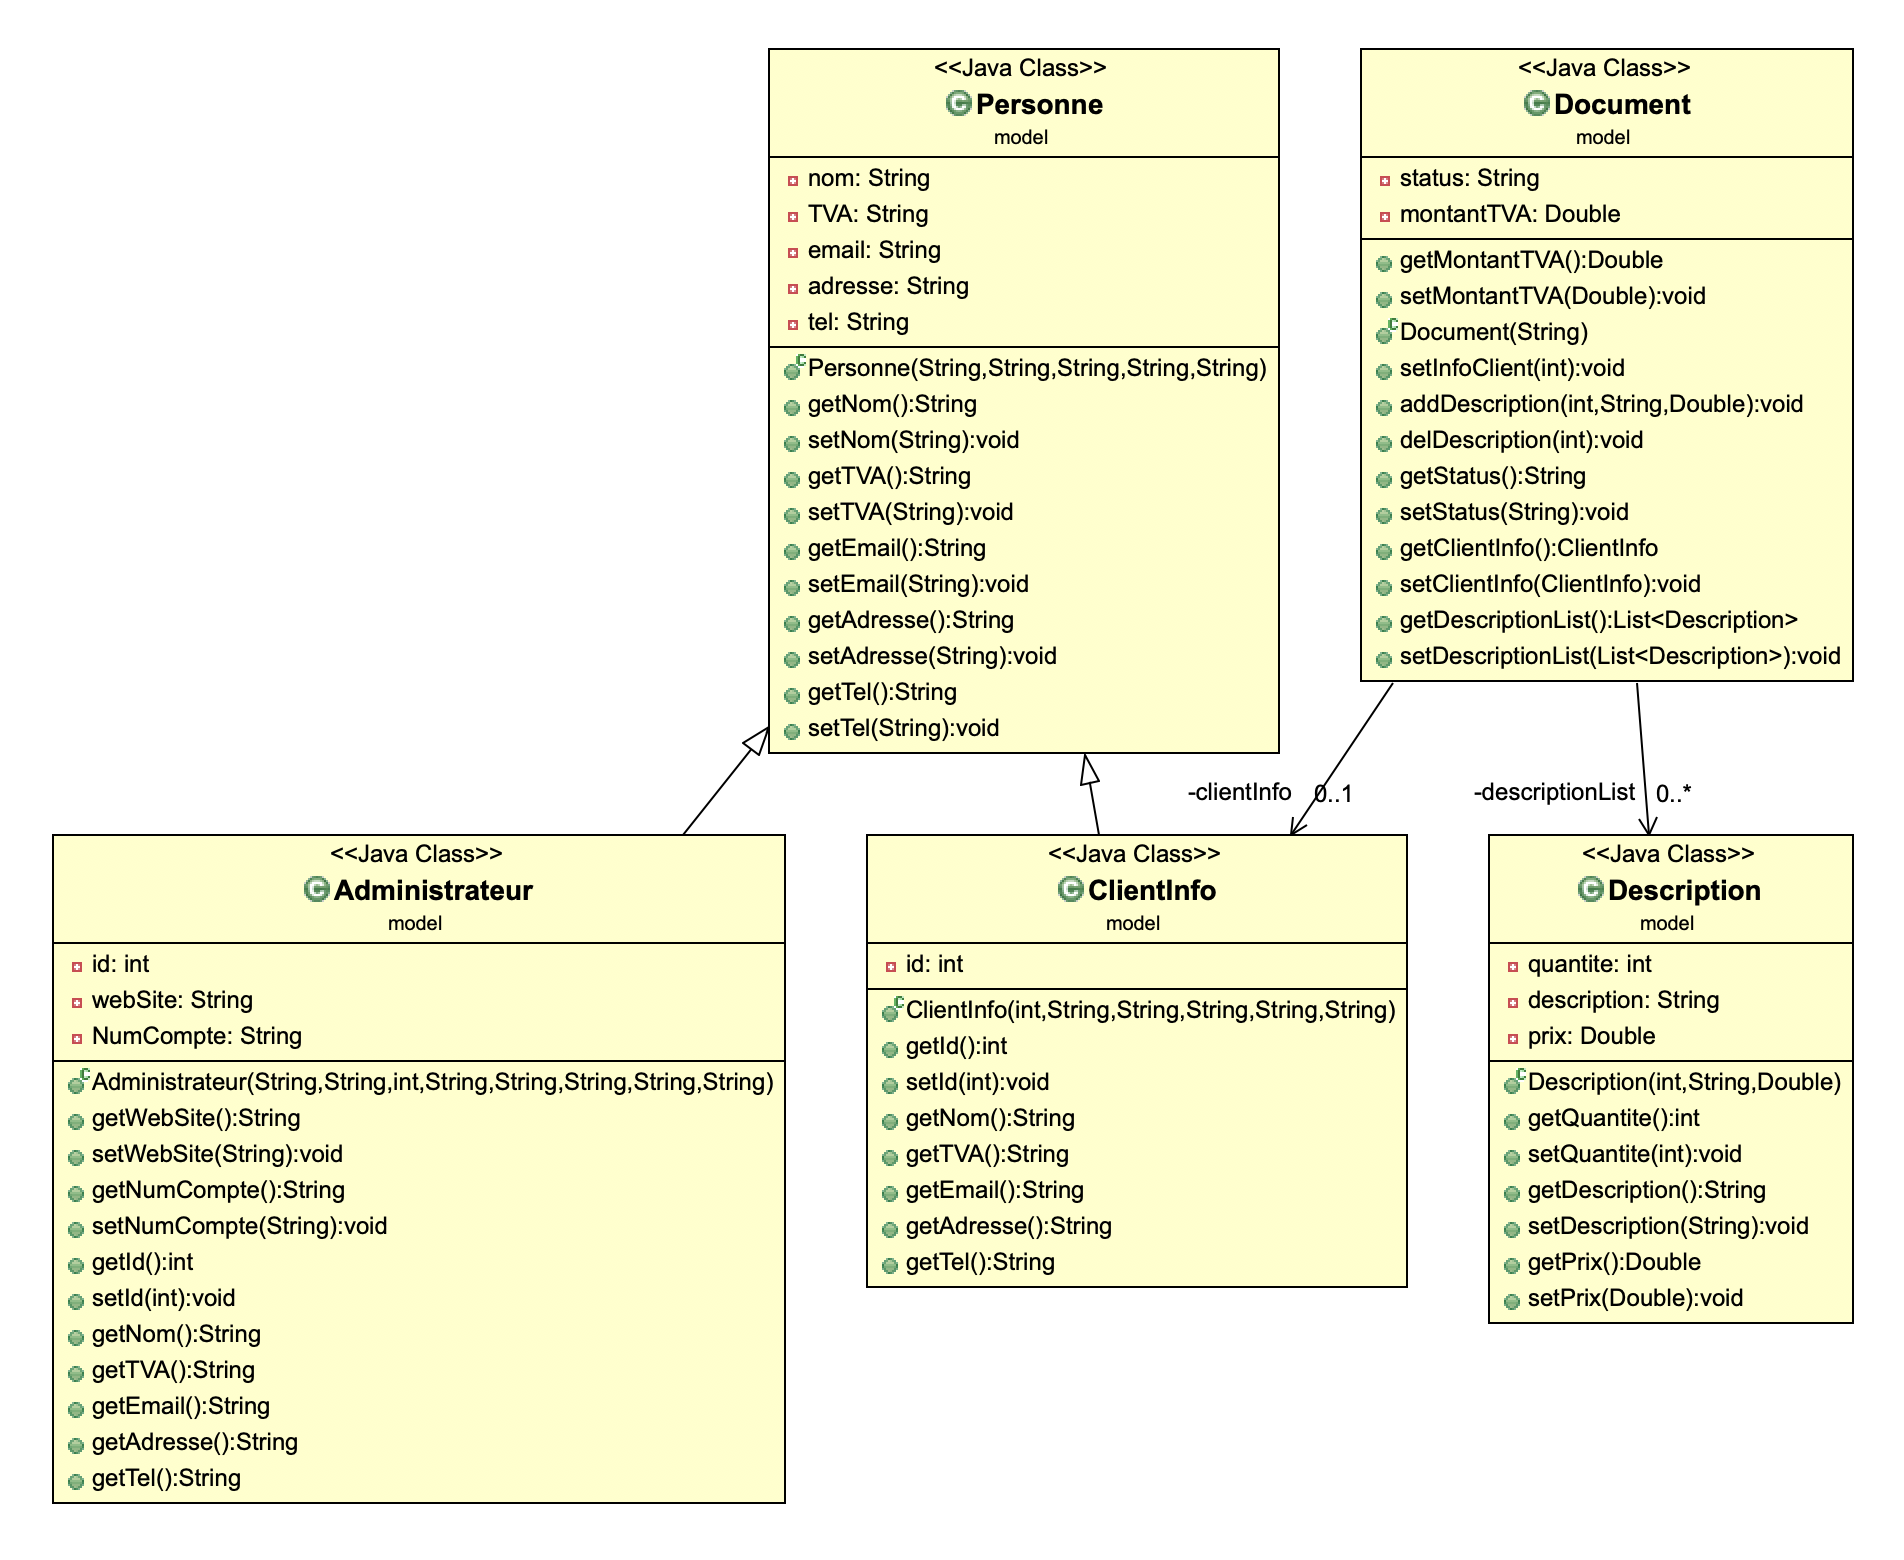 <<Java Class>>
Personne
model
nom: String
TVA: String
email: String
adresse: String
tel: String
Personne(String,String,String,String,String)
getNom():String
setNom(String):void
getTVA():String
setTVA(String):void
getEmail():String
setEmail(String):void
getAdresse():String
setAdresse(String):void
getTel():String
setTel(String):void
<<Java Class>>
Document
model
status: String
montantTVA: Double
getMontantTVA():Double
setMontantTVA(Double):void
Document(String)
setInfoClient(int):void
addDescription(int,String,Double):void
delDescription(int):void
getStatus():String
setStatus(String):void
getClientInfo():ClientInfo
setClientInfo(ClientInfo):void
getDescriptionList():List<Description>
setDescriptionList(List<Description>):void
-clientInfo
0..1
-descriptionList
0..*
<<Java Class>>
Administrateur
model
id: int
webSite: String
NumCompte: String
Administrateur(String,String,int,String,String,String,String,String)
getWebSite():String
setWebSite(String):void
getNumCompte():String
setNumCompte(String):void
getId():int
setId(int):void
getNom():String
getTVA():String
getEmail():String
getAdresse():String
getTel():String
<<Java Class>>
ClientInfo
model
id: int
ClientInfo(int,String,String,String,String,String)
getId():int
setId(int):void
getNom():String
getTVA():String
getEmail():String
getAdresse():String
getTel():String
<<Java Class>>
Description
model
quantite: int
description: String
prix: Double
Description(int,String,Double)
getQuantite():int
setQuantite(int):void
getDescription():String
setDescription(String):void
getPrix():Double
setPrix(Double):void